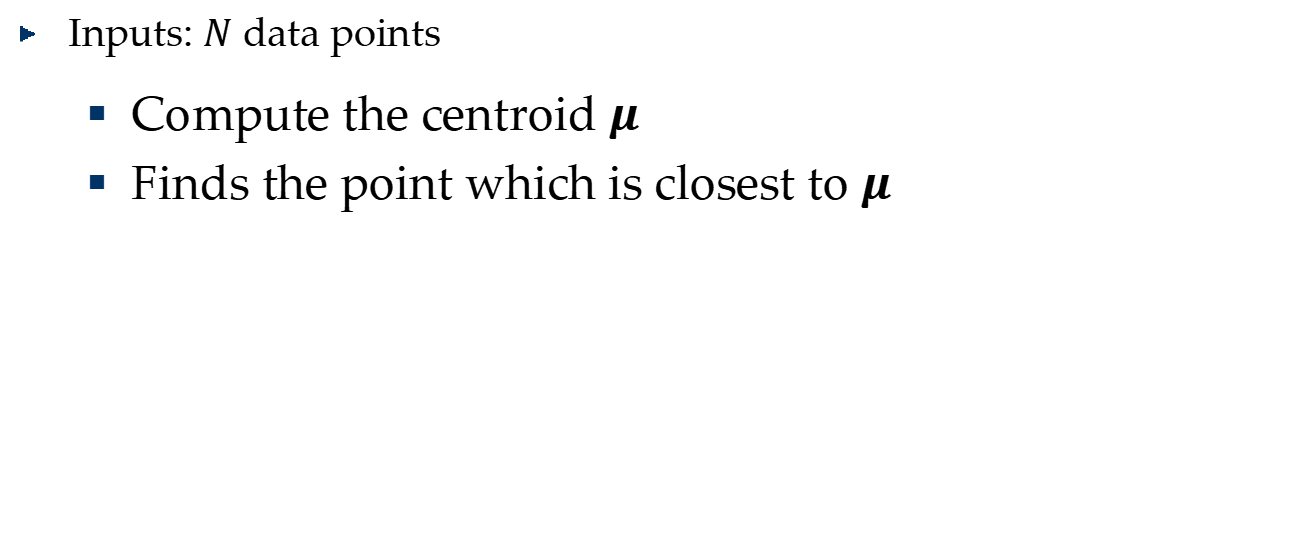 Inputs: N data points
Compute the centroid μ
Finds the point which is closest to μ